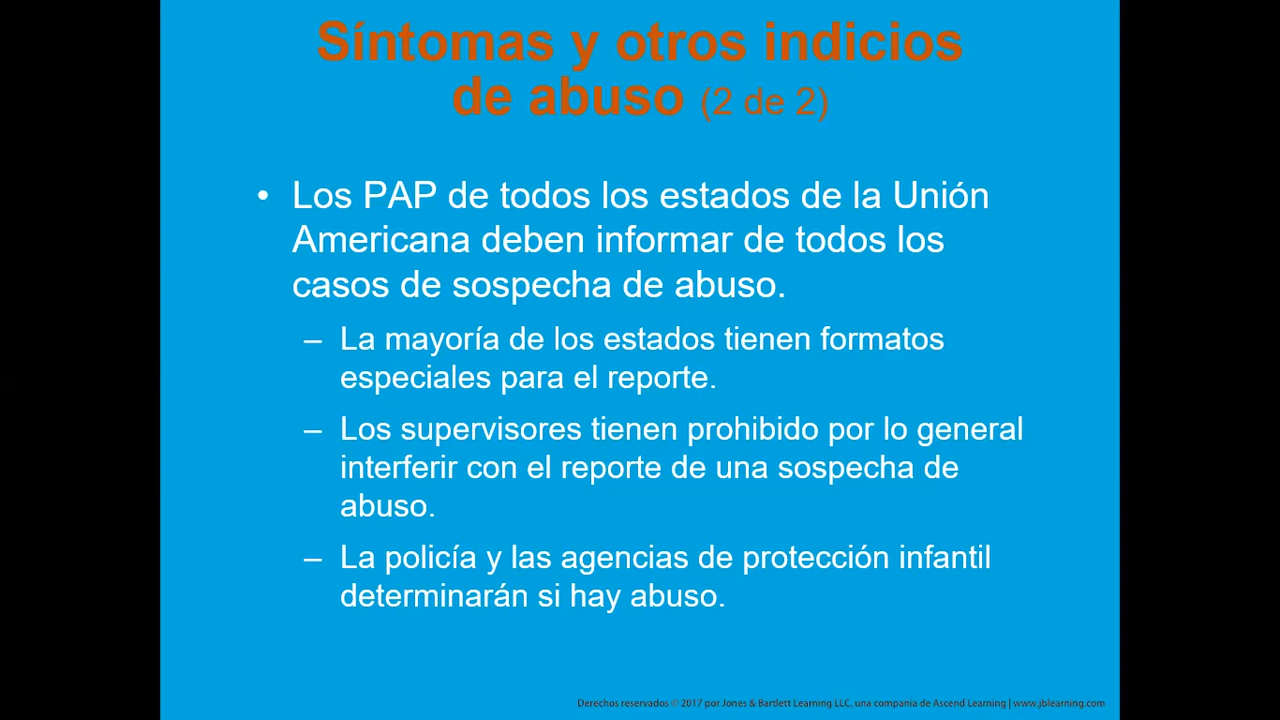 Síntomas y otros indicios
de abuso (2 de 2)
• Los PAP de todos los estados de la Unión
Americana deben informar de todos los
casos de sospecha de abuso.
– La mayoría de los estados tienen formatos
especiales para el reporte.
– Los supervisores tienen prohibido por lo general
interferir con el reporte de una sospecha de
abuso.
– La policía y las agencias de protección infantil
determinarán si hay abuso.
Derechos reservados © 2017 por Jones & Bartlett Learning LLC, una compañía de Ascend Learning | www.jblearning.com